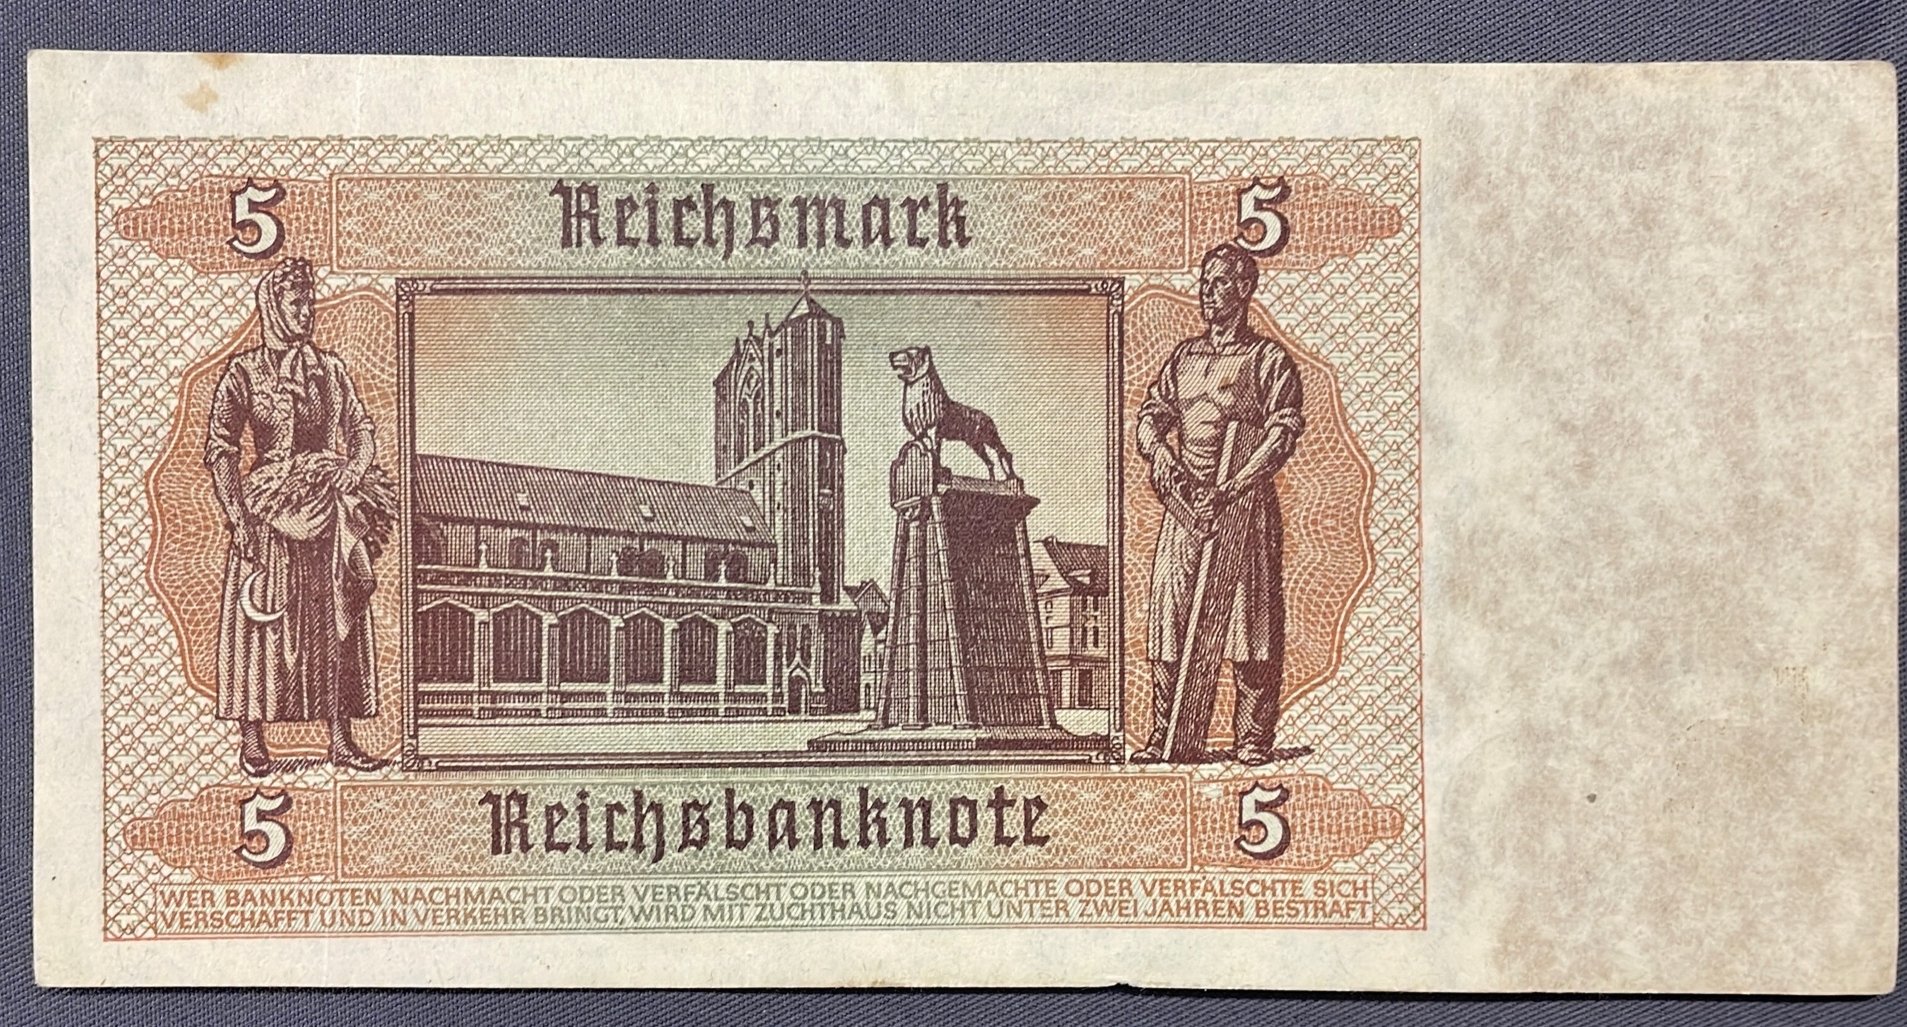 5 Reichsmark 5
5 Reichsbanknote 5
WER BANKNOTEN NACHMACHT ODER VERFÄLSCHT ODER NACHGEMACHTE ODER VERFÄLSCHTE SICH
VERSCHAFFT UND IN VERKEHR BRINGT, WIRD MIT ZUCHTHAUS NICHT UNTER ZWEI JAHREN BESTRAFT